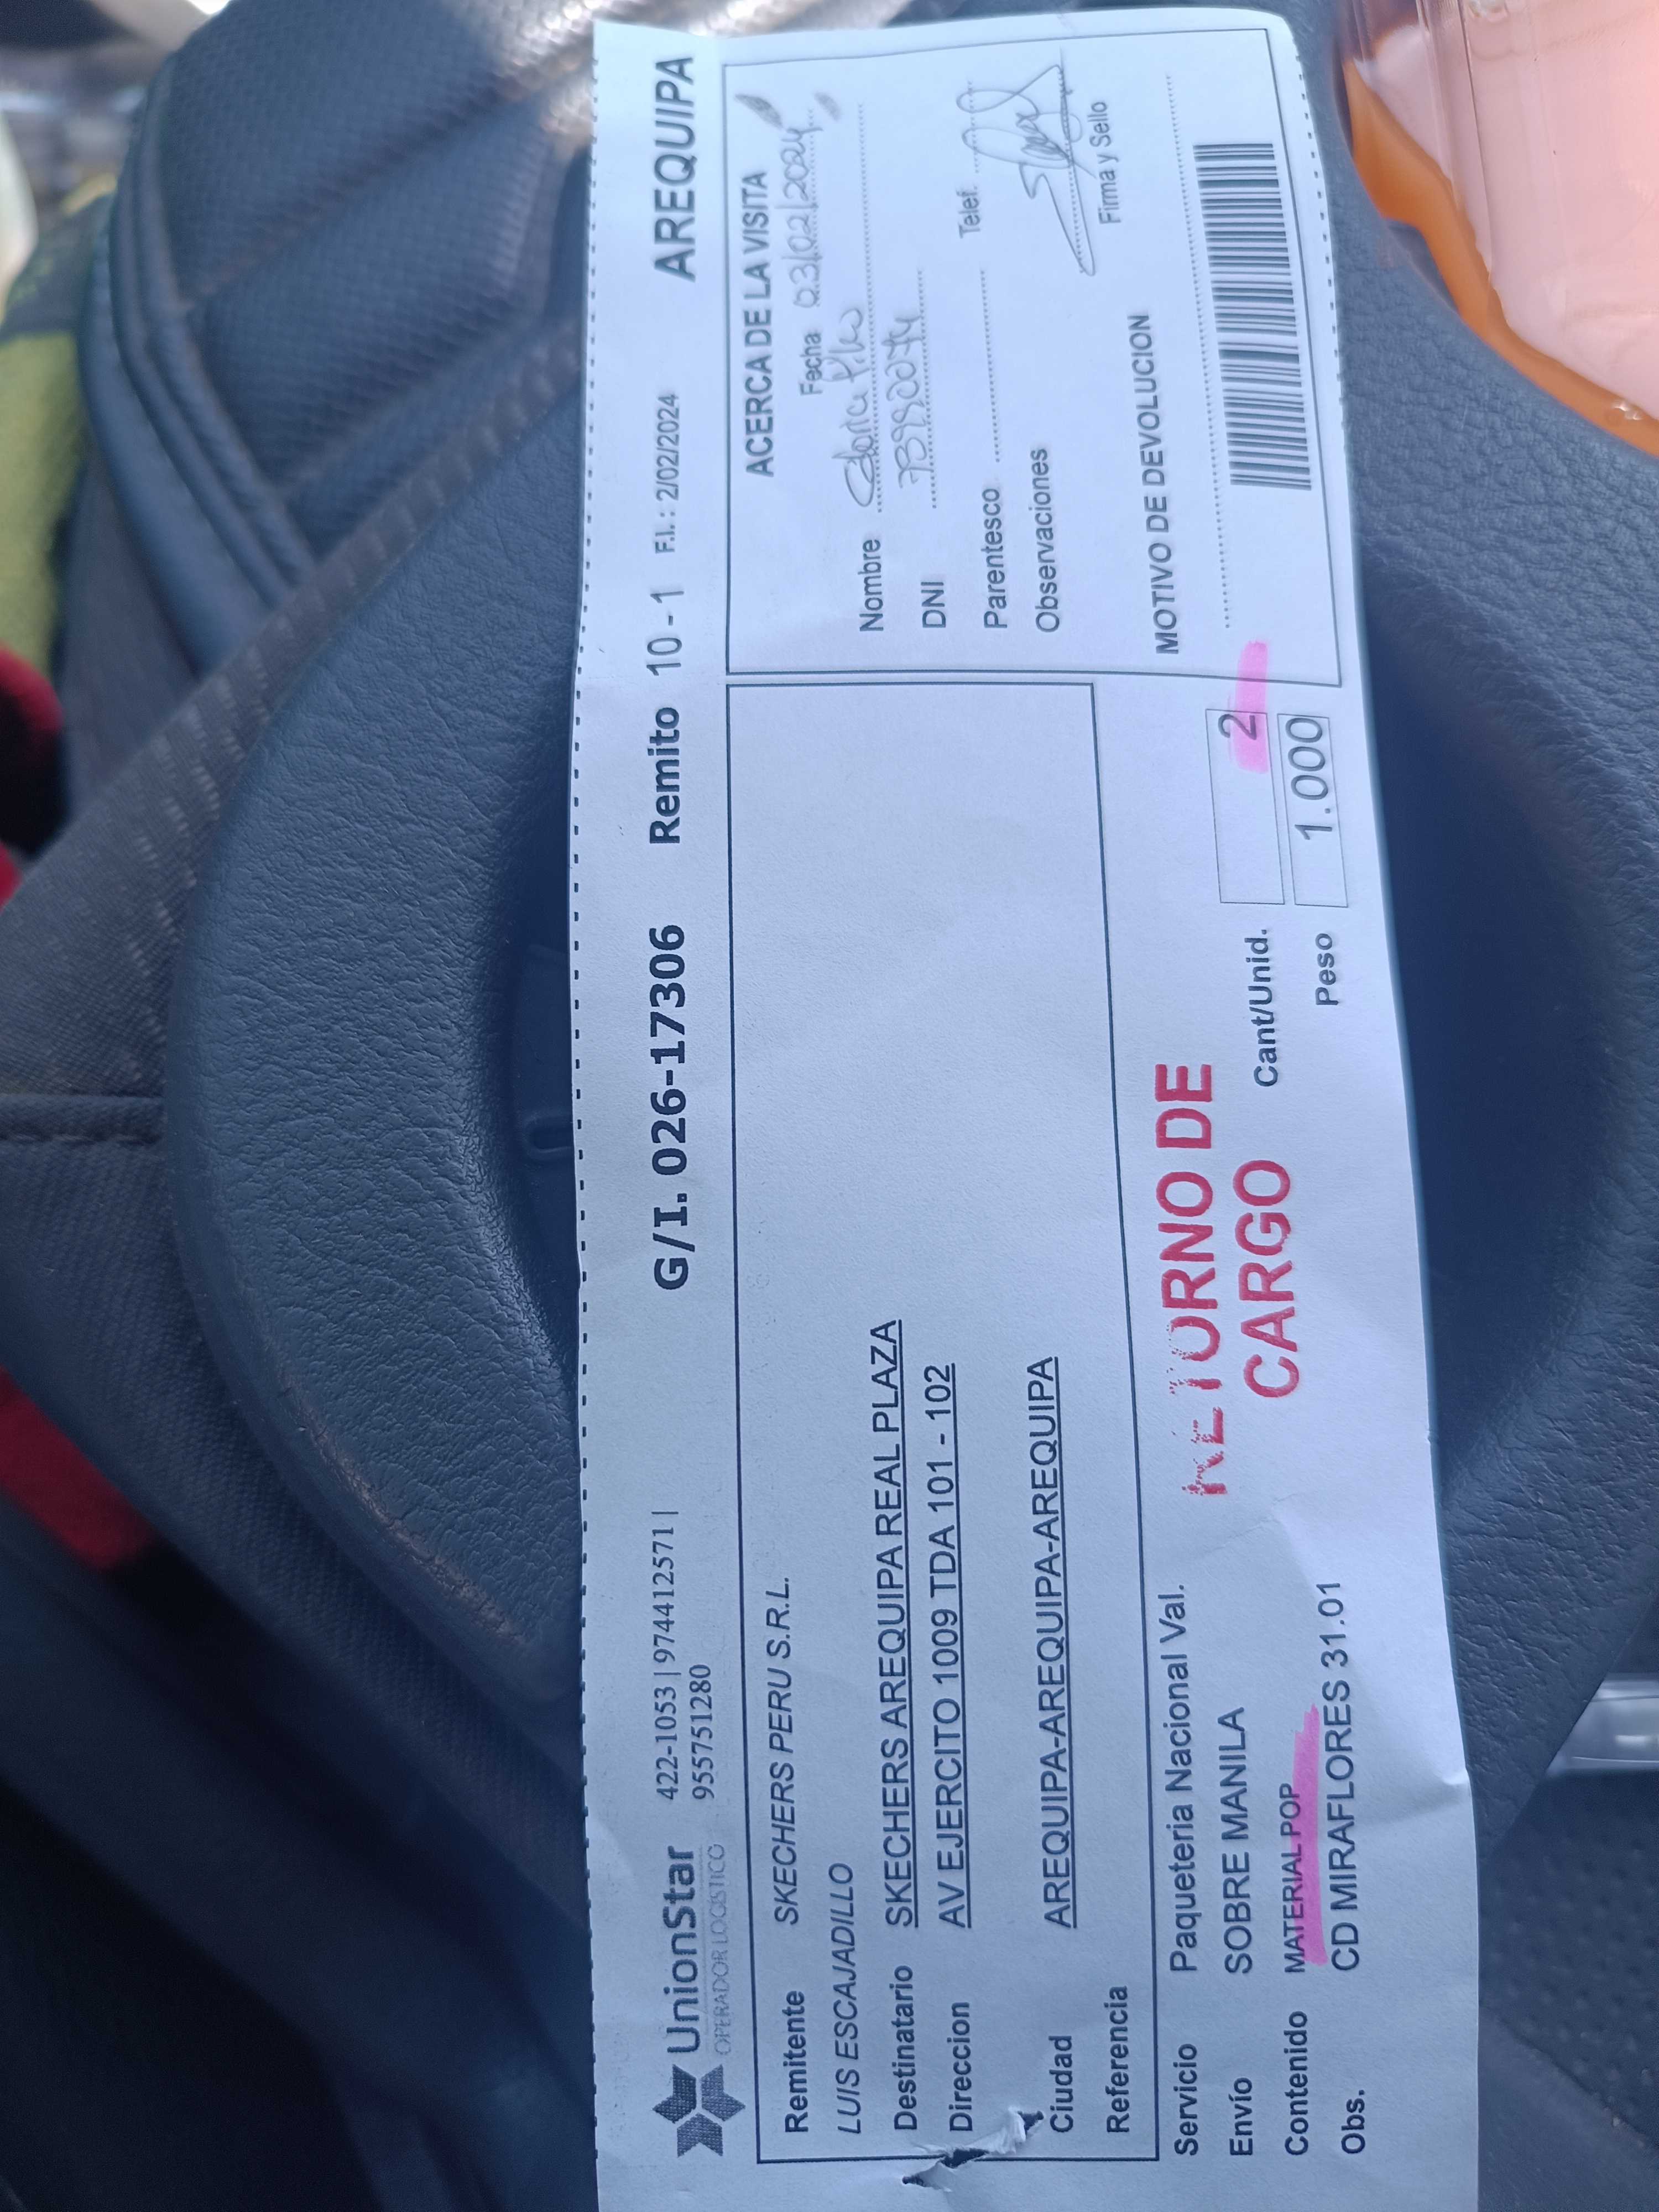 UnionStar
OPERADOR LOGISTICO
422-1053 | 974412571 |
955751280
G/I. 026-17306 Remito 10 - 1 F.I.: 2/02/2024 AREQUIPA
Remitente SKECHERS PERU S.R.L.
LUIS ESCAJADILLO
Destinatario SKECHERS AREQUIPA REAL PLAZA
Direccion AV EJERCITO 1009 TDA 101 - 102
Ciudad AREQUIPA-AREQUIPA-AREQUIPA
Referencia
Servicio Paqueteria Nacional Val.
Envío SOBRE MANILA
Contenido MATERIAL POP
Obs. CD MIRAFLORES 31.01
RETORNO DE
CARGO
Cant/Unid. 2
Peso 1.000
ACERCA DE LA VISITA
Fecha 03/02/2024
Nombre
DNI
Parentesco Telef.
Observaciones
Firma y Sello
MOTIVO DE DEVOLUCION